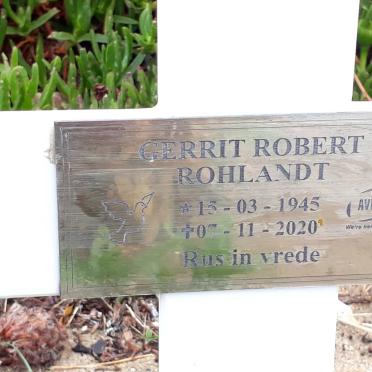 GERRIT ROBERT
ROHLANDT
* 15 - 03 - 1945
✝ 07 - 11 - 2020
Rus in vrede